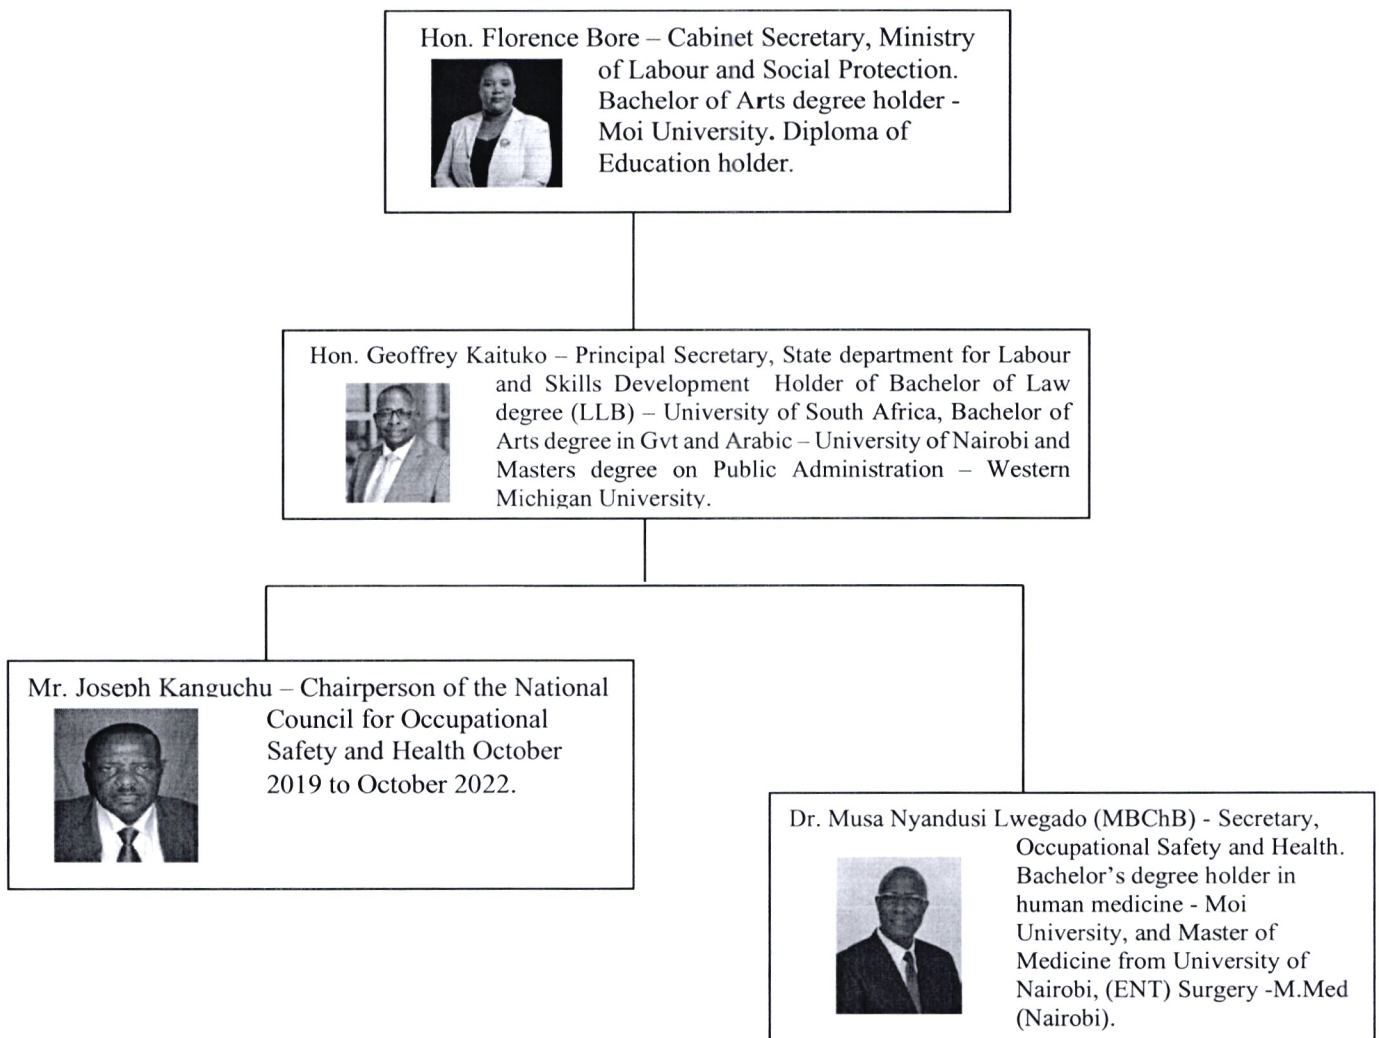 Hon. Florence Bore – Cabinet Secretary, Ministry
of Labour and Social Protection.
Bachelor of Arts degree holder -
Moi University. Diploma of
Education holder.
Hon. Geoffrey Kaituko – Principal Secretary, State department for Labour
and Skills Development Holder of Bachelor of Law
degree (LLB) – University of South Africa, Bachelor of
Arts degree in Gvt and Arabic – University of Nairobi and
Masters degree on Public Administration – Western
Michigan University.
Mr. Joseph Kanguchu – Chairperson of the National
Council for Occupational
Safety and Health October
2019 to October 2022.
Dr. Musa Nyandusi Lwegado (MBChB) - Secretary,
Occupational Safety and Health.
Bachelor's degree holder in
human medicine - Moi
University, and Master of
Medicine from University of
Nairobi, (ENT) Surgery -M.Med
(Nairobi).